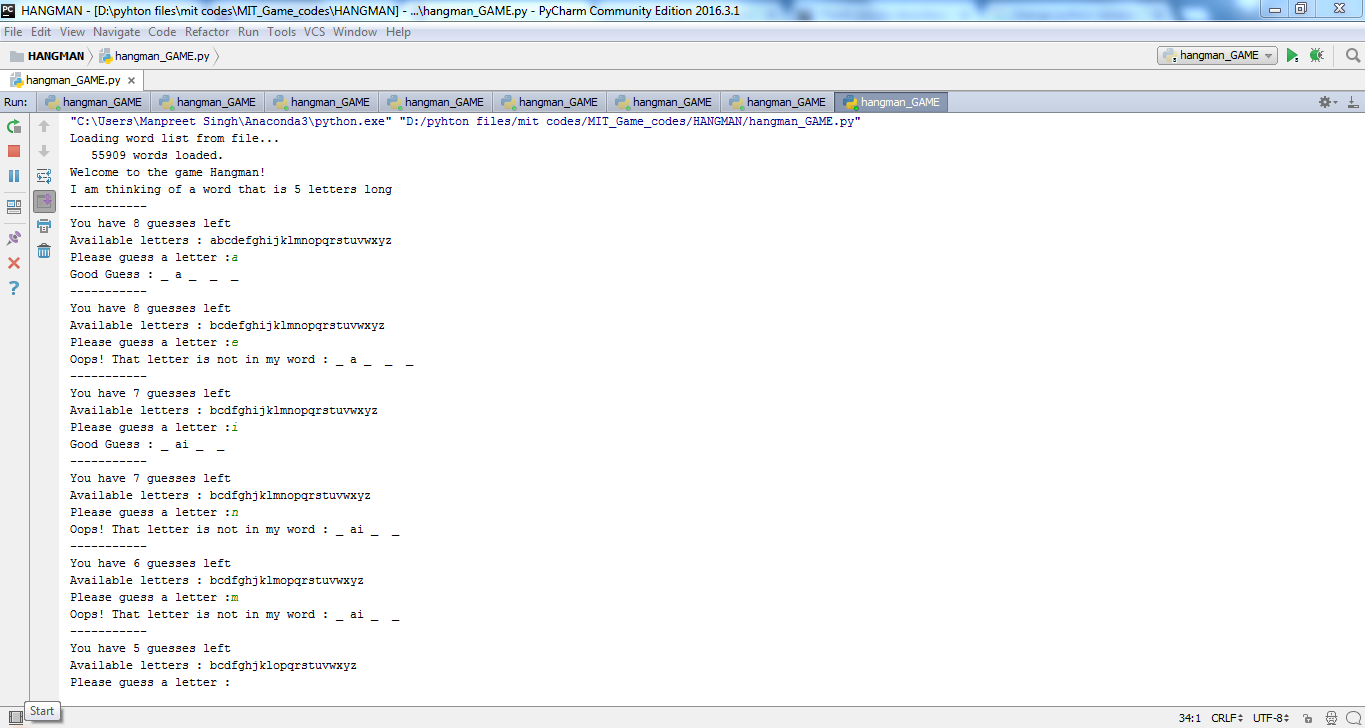 HANGMAN - [D:\pyhton files\mit codes\MIT_Game_codes\HANGMAN] - ...\hangman_GAME.py - PyCharm Community Edition 2016.3.1
File Edit View Navigate Code Refactor Run Tools VCS Window Help
HANGMAN hangman_GAME.py hangman_GAME
hangman_GAME.py
Run: hangman_GAME hangman_GAME hangman_GAME hangman_GAME hangman_GAME hangman_GAME hangman_GAME hangman_GAME
"C:\Users\Manpreet Singh\Anaconda3\python.exe" "D:/pyhton files/mit codes/MIT_Game_codes/HANGMAN/hangman_GAME.py"
Loading word list from file...
   55909 words loaded.
Welcome to the game Hangman!
I am thinking of a word that is 5 letters long
-----------
You have 8 guesses left
Available letters : abcdefghijklmnopqrstuvwxyz
Please guess a letter :a
Good Guess : _ a _  _  _
-----------
You have 8 guesses left
Available letters : bcdefghijklmnopqrstuvwxyz
Please guess a letter :e
Oops! That letter is not in my word : _ a _  _  _
-----------
You have 7 guesses left
Available letters : bcdfghijklmnopqrstuvwxyz
Please guess a letter :i
Good Guess : _ ai _  _
-----------
You have 7 guesses left
Available letters : bcdfghjklmnopqrstuvwxyz
Please guess a letter :n
Oops! That letter is not in my word : _ ai _  _
-----------
You have 6 guesses left
Available letters : bcdfghjklmopqrstuvwxyz
Please guess a letter :m
Oops! That letter is not in my word : _ ai _  _
-----------
You have 5 guesses left
Available letters : bcdfghjklopqrstuvwxyz
Please guess a letter :
Start
34:1 CRLF UTF-8